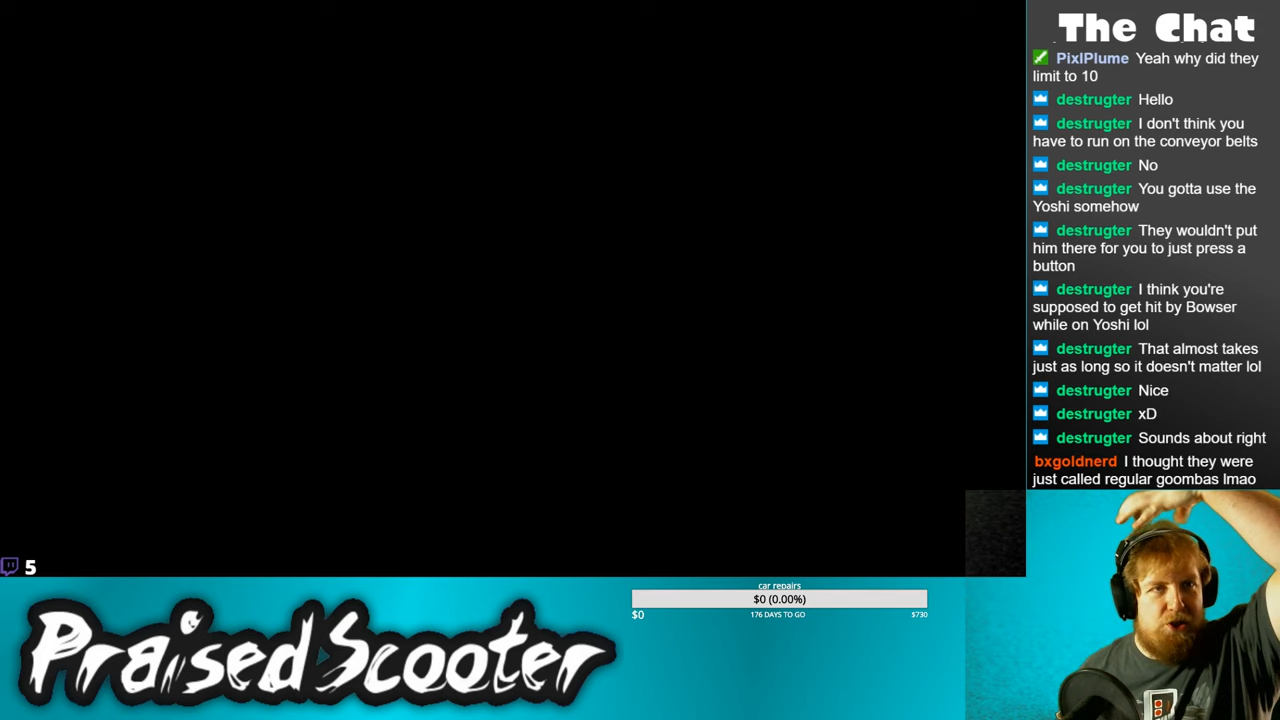 The Chat
PixlPlume Yeah why did they
limit to 10
destrugter Hello
destrugter I don't think you
have to run on the conveyor belts
destrugter No
destrugter You gotta use the
Yoshi somehow
destrugter They wouldn't put
him there for you to just press a
button
destrugter I think you're
supposed to get hit by Bowser
while on Yoshi lol
destrugter That almost takes
just as long so it doesn't matter lol
destrugter Nice
destrugter xD
destrugter Sounds about right
bxgoldnerd I thought they were
just called regular goombas lmao
5
PraisedScooter
car repairs
$0 (0.00%)
$0 176 DAYS TO GO $730